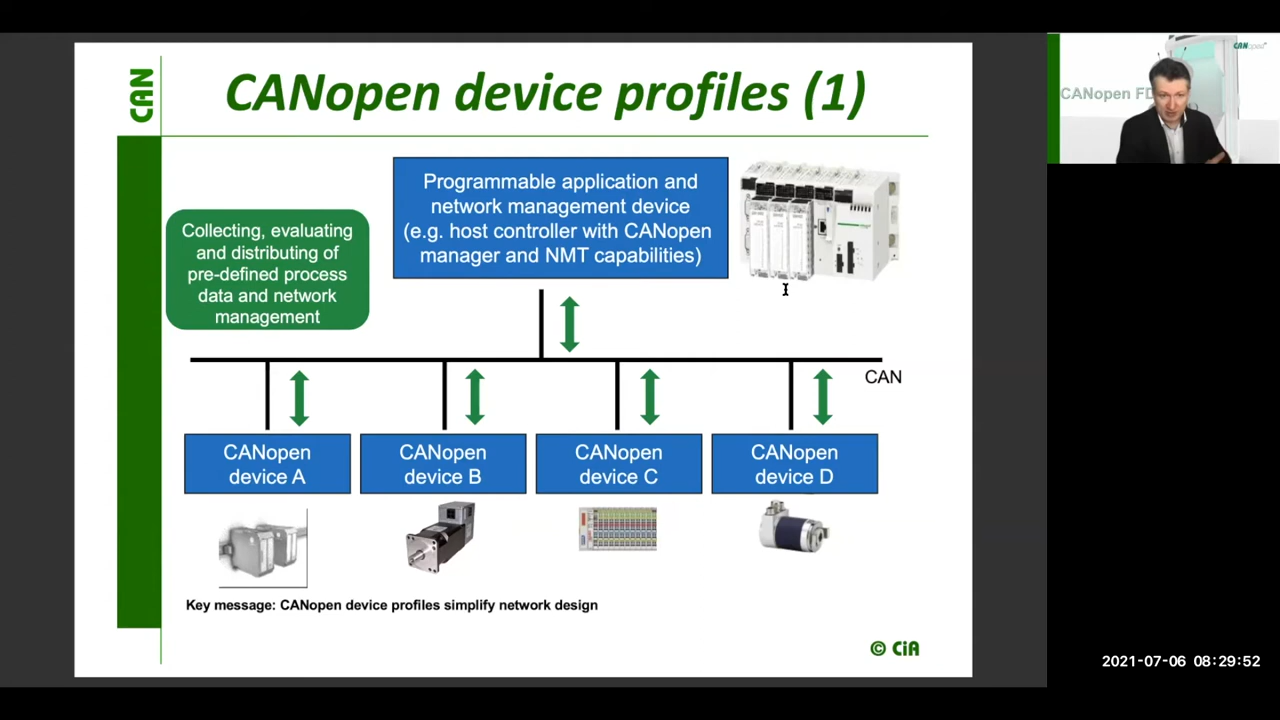 CAN
CANopen device profiles (1)
CANopen
CANopen FD
Programmable application and
network management device
(e.g. host controller with CANopen
manager and NMT capabilities)
Collecting, evaluating
and distributing of
pre-defined process
data and network
management
CAN
CANopen
device A
CANopen
device B
CANopen
device C
CANopen
device D
Key message: CANopen device profiles simplify network design
© CiA
2021-07-06 08:29:52